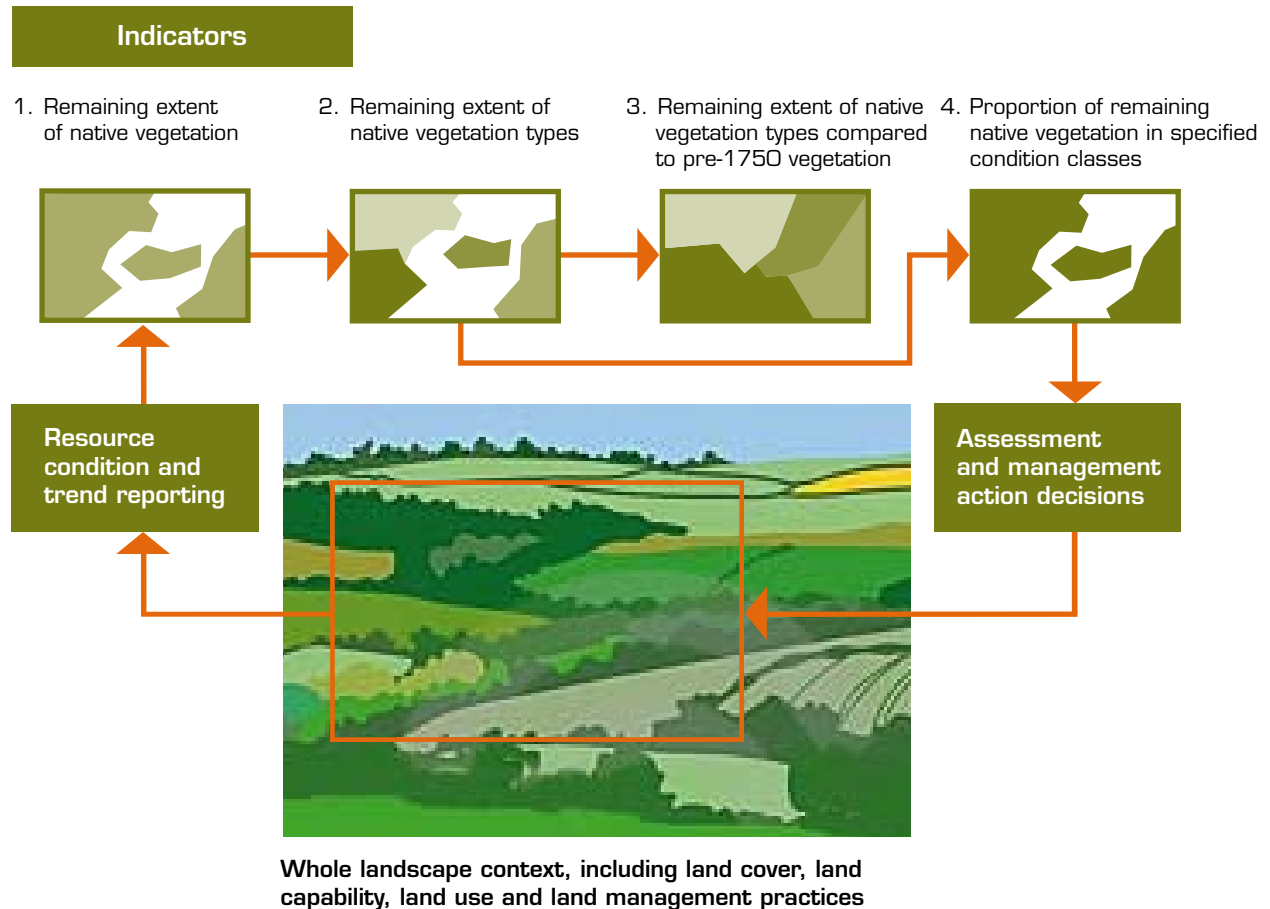 Indicators
1. Remaining extent
of native vegetation
2. Remaining extent of
native vegetation types
3. Remaining extent of native
vegetation types compared
to pre-1750 vegetation
4. Proportion of remaining
native vegetation in specified
condition classes
Resource
condition and
trend reporting
Assessment
and management
action decisions
Whole landscape context, including land cover, land
capability, land use and land management practices